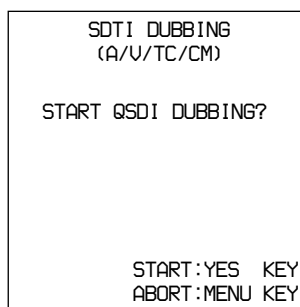 SDTI DUBBING
(A/V/TC/CM)
START QSDI DUBBING?
START:YES KEY
ABORT:MENU KEY